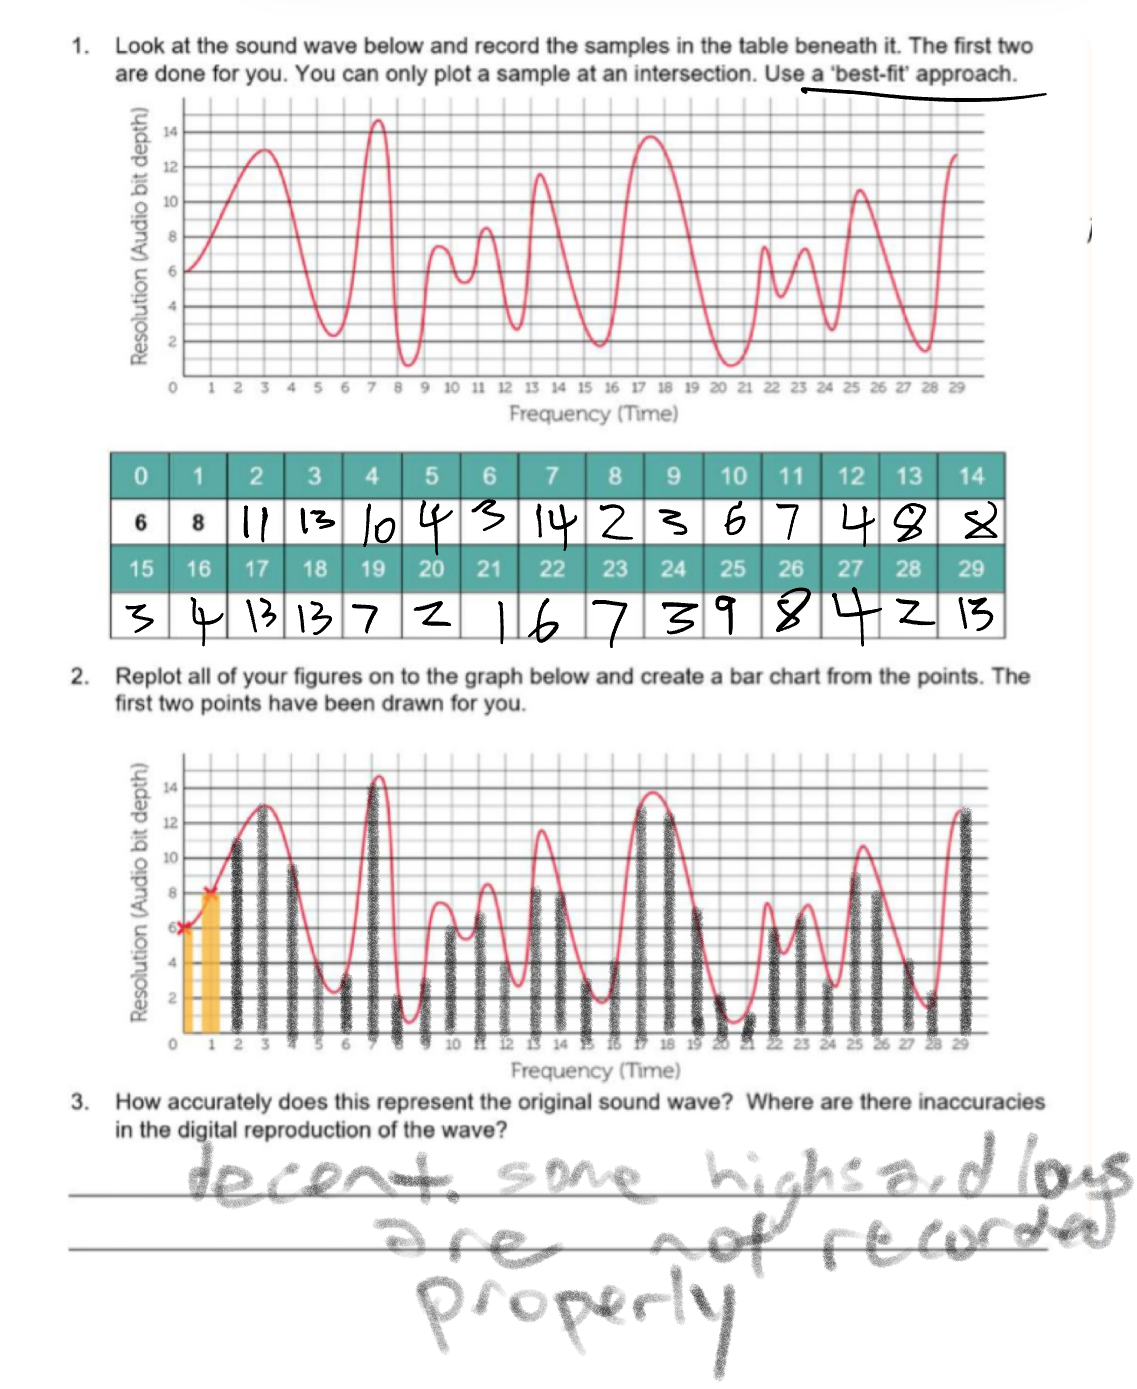 1. Look at the sound wave below and record the samples in the table beneath it. The first two
are done for you. You can only plot a sample at an intersection. Use a 'best-fit' approach.
Resolution (Audio bit depth)
14
12
10
8
6
4
2
0 1 2 3 4 5 6 7 8 9 10 11 12 13 14 15 16 17 18 19 20 21 22 23 24 25 26 27 28 29
Frequency (Time)
0 1 2 3 4 5 6 7 8 9 10 11 12 13 14
6 8 11 13 10 4 3 14 2 3 6 7 4 8 8
15 16 17 18 19 20 21 22 23 24 25 26 27 28 29
3 4 13 13 7 2 1 6 7 3 9 8 4 2 13
2. Replot all of your figures on to the graph below and create a bar chart from the points. The
first two points have been drawn for you.
Resolution (Audio bit depth)
14
12
10
8
6
4
2
0 1 2 3 4 5 6 7 8 9 10 11 12 13 14 15 16 17 18 19 20 21 22 23 24 25 26 27 28 29
Frequency (Time)
3. How accurately does this represent the original sound wave? Where are there inaccuracies
in the digital reproduction of the wave?
decent. some highs and lows
are not recorded
properly